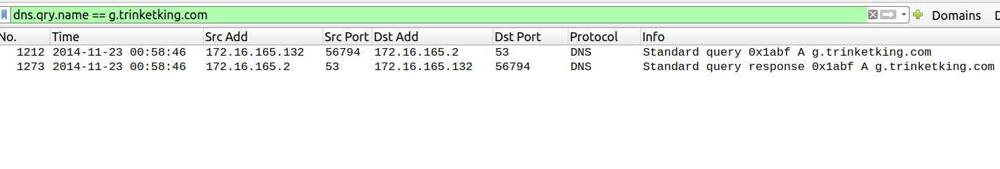 dns.qry.name == g.trinketking.com Domains
No. Time Src Add Src Port Dst Add Dst Port Protocol Info
1212 2014-11-23 00:58:46 172.16.165.132 56794 172.16.165.2 53 DNS Standard query 0x1abf A g.trinketking.com
1273 2014-11-23 00:58:46 172.16.165.2 53 172.16.165.132 56794 DNS Standard query response 0x1abf A g.trinketking.com